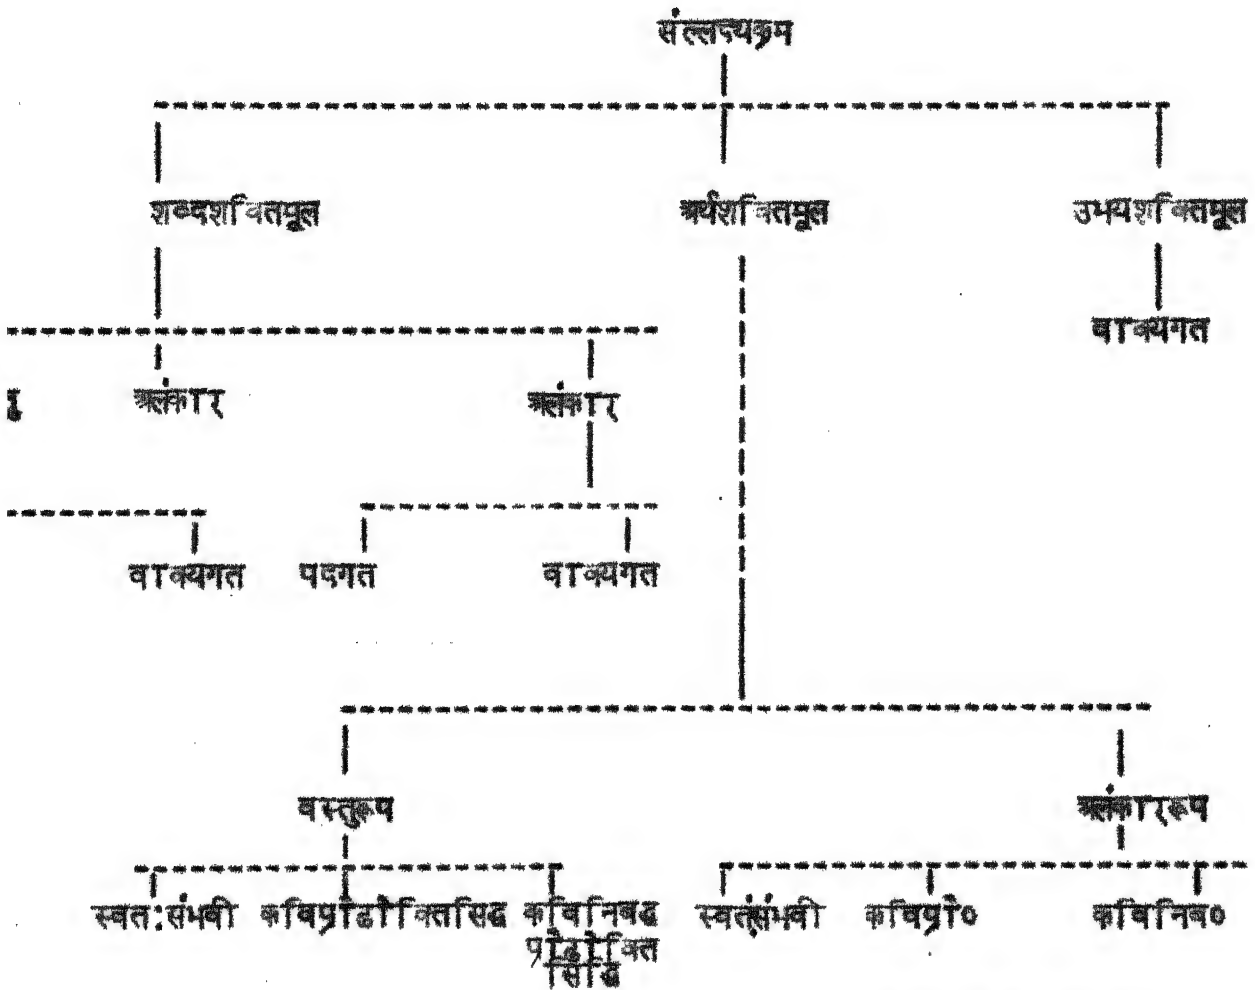 संल्लक्ष्यक्रम
शब्दशक्तिमूल अर्थशक्तिमूल उभयशक्तिमूल
वाक्यगत
अलंकार अलंकार
वाक्यगत पदगत वाक्यगत
वस्तुरूप अलंकाररूप
स्वत:संभवी कविप्रौढोक्तिसिद्ध कविनिबद्ध स्वत:संभवी कविप्रौ० कविनिब०
प्रौढोक्ति
सिद्धि